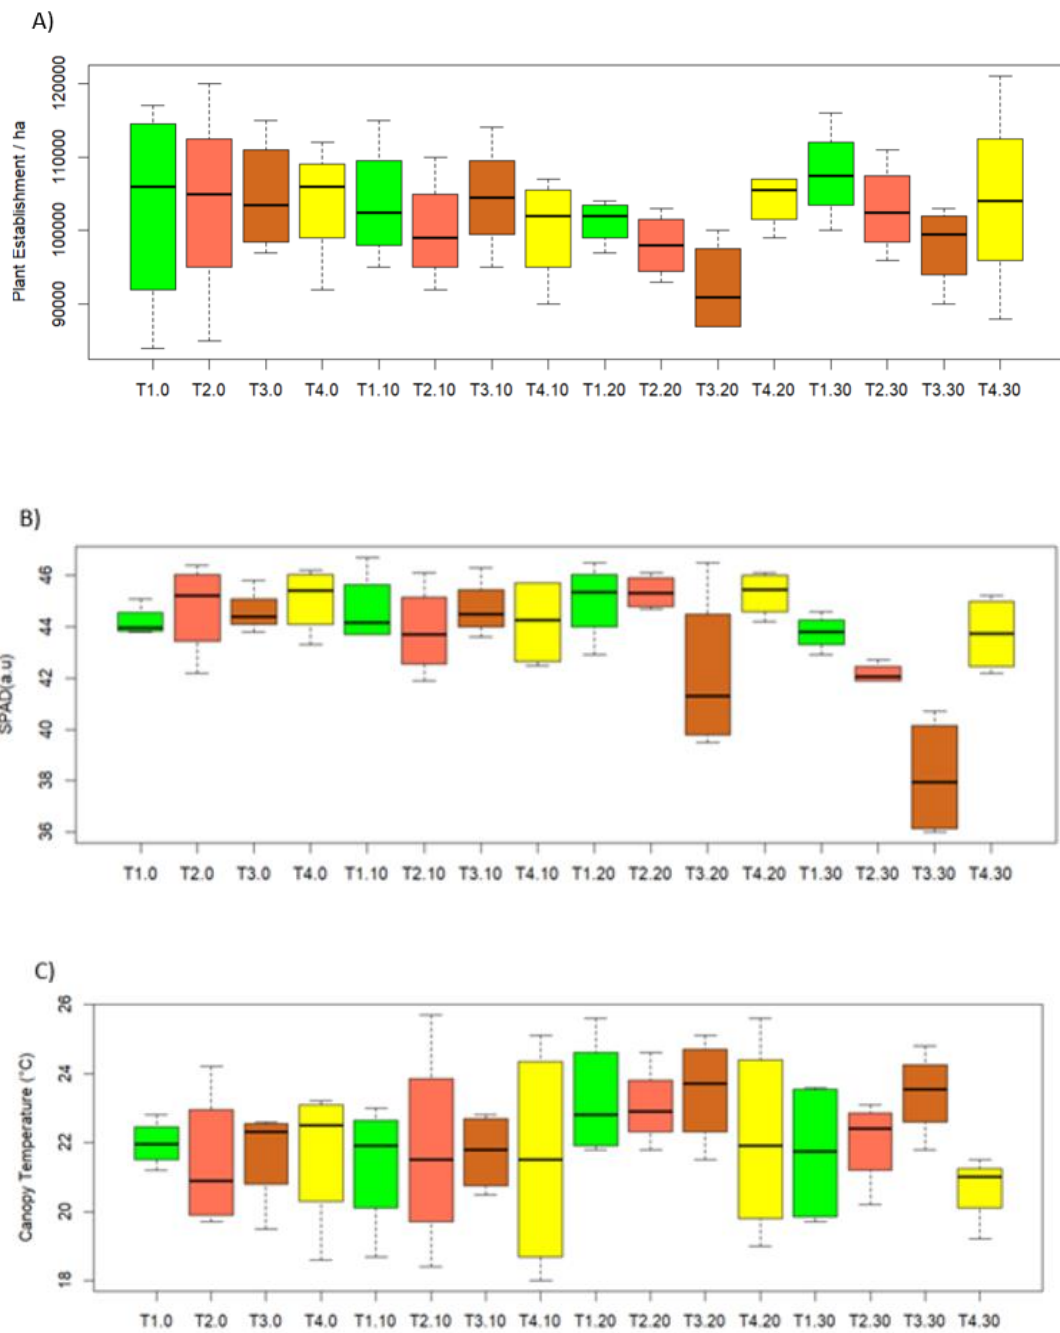 A)
Plant Establishment / ha
120000
110000
100000
90000
T1.0 T2.0 T3.0 T4.0 T1.10 T2.10 T3.10 T4.10 T1.20 T2.20 T3.20 T4.20 T1.30 T2.30 T3.30 T4.30
B)
SPAD(a.u)
46
44
42
40
38
36
T1.0 T2.0 T3.0 T4.0 T1.10 T2.10 T3.10 T4.10 T1.20 T2.20 T3.20 T4.20 T1.30 T2.30 T3.30 T4.30
C)
Canopy Temperature (°C)
26
24
22
20
18
T1.0 T2.0 T3.0 T4.0 T1.10 T2.10 T3.10 T4.10 T1.20 T2.20 T3.20 T4.20 T1.30 T2.30 T3.30 T4.30